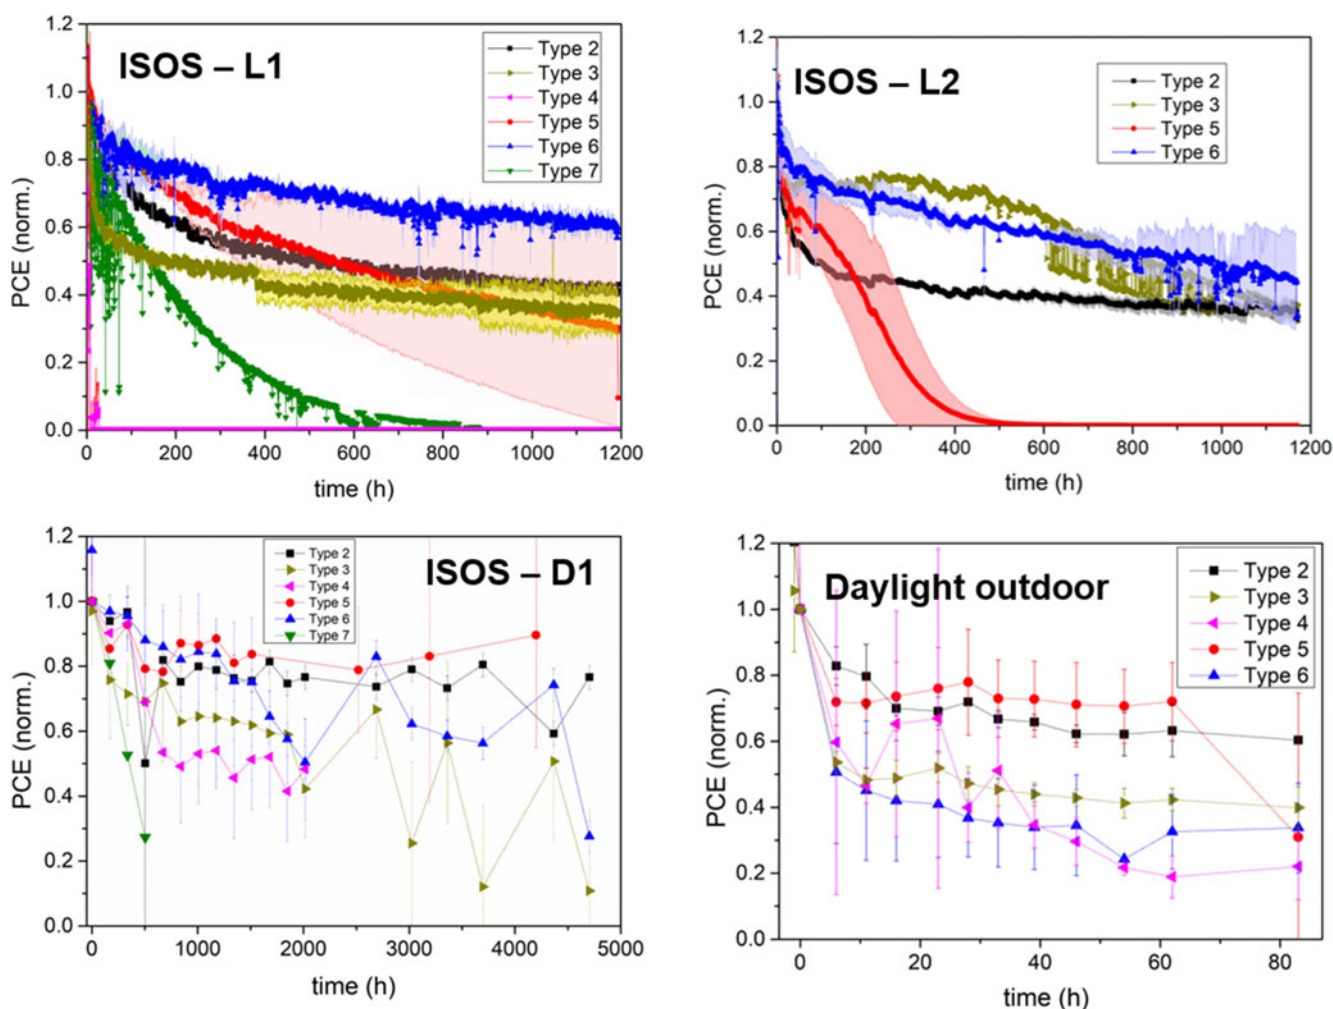 ISOS – L1
Type 2
Type 3
Type 4
Type 5
Type 6
Type 7
1.2
1.0
0.8
0.6
0.4
0.2
0.0
PCE (norm.)
0 200 400 600 800 1000 1200
time (h)
ISOS – L2
Type 2
Type 3
Type 5
Type 6
1.2
1.0
0.8
0.6
0.4
0.2
0.0
PCE (norm.)
0 200 400 600 800 1000 1200
time (h)
ISOS – D1
Type 2
Type 3
Type 4
Type 5
Type 6
Type 7
1.2
1.0
0.8
0.6
0.4
0.2
0.0
PCE (norm.)
0 1000 2000 3000 4000 5000
time (h)
Daylight outdoor
Type 2
Type 3
Type 4
Type 5
Type 6
1.2
1.0
0.8
0.6
0.4
0.2
0.0
PCE (norm.)
0 20 40 60 80
time (h)